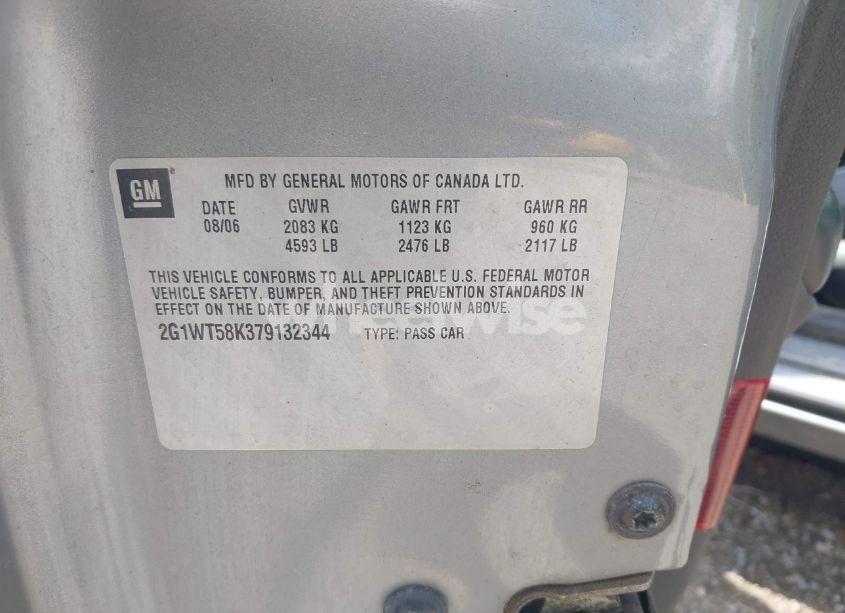 GM
MFD BY GENERAL MOTORS OF CANADA LTD.
DATE GVWR GAWR FRT GAWR RR
08/06 2083 KG 1123 KG 960 KG
4593 LB 2476 LB 2117 LB
THIS VEHICLE CONFORMS TO ALL APPLICABLE U.S. FEDERAL MOTOR
VEHICLE SAFETY, BUMPER, AND THEFT PREVENTION STANDARDS IN
EFFECT ON THE DATE OF MANUFACTURE SHOWN ABOVE.
2G1WT58K379132344 TYPE: PASS CAR
wheelwise